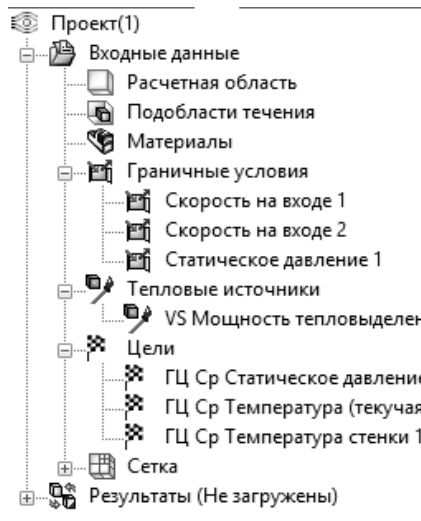 Проект(1)
Входные данные
Расчетная область
Подобласти течения
Материалы
Граничные условия
Скорость на входе 1
Скорость на входе 2
Статическое давление 1
Тепловые источники
VS Мощность тепловыделен
Цели
ГЦ Ср Статическое давление
ГЦ Ср Температура (текучая
ГЦ Ср Температура стенки 1
Сетка
Результаты (Не загружены)